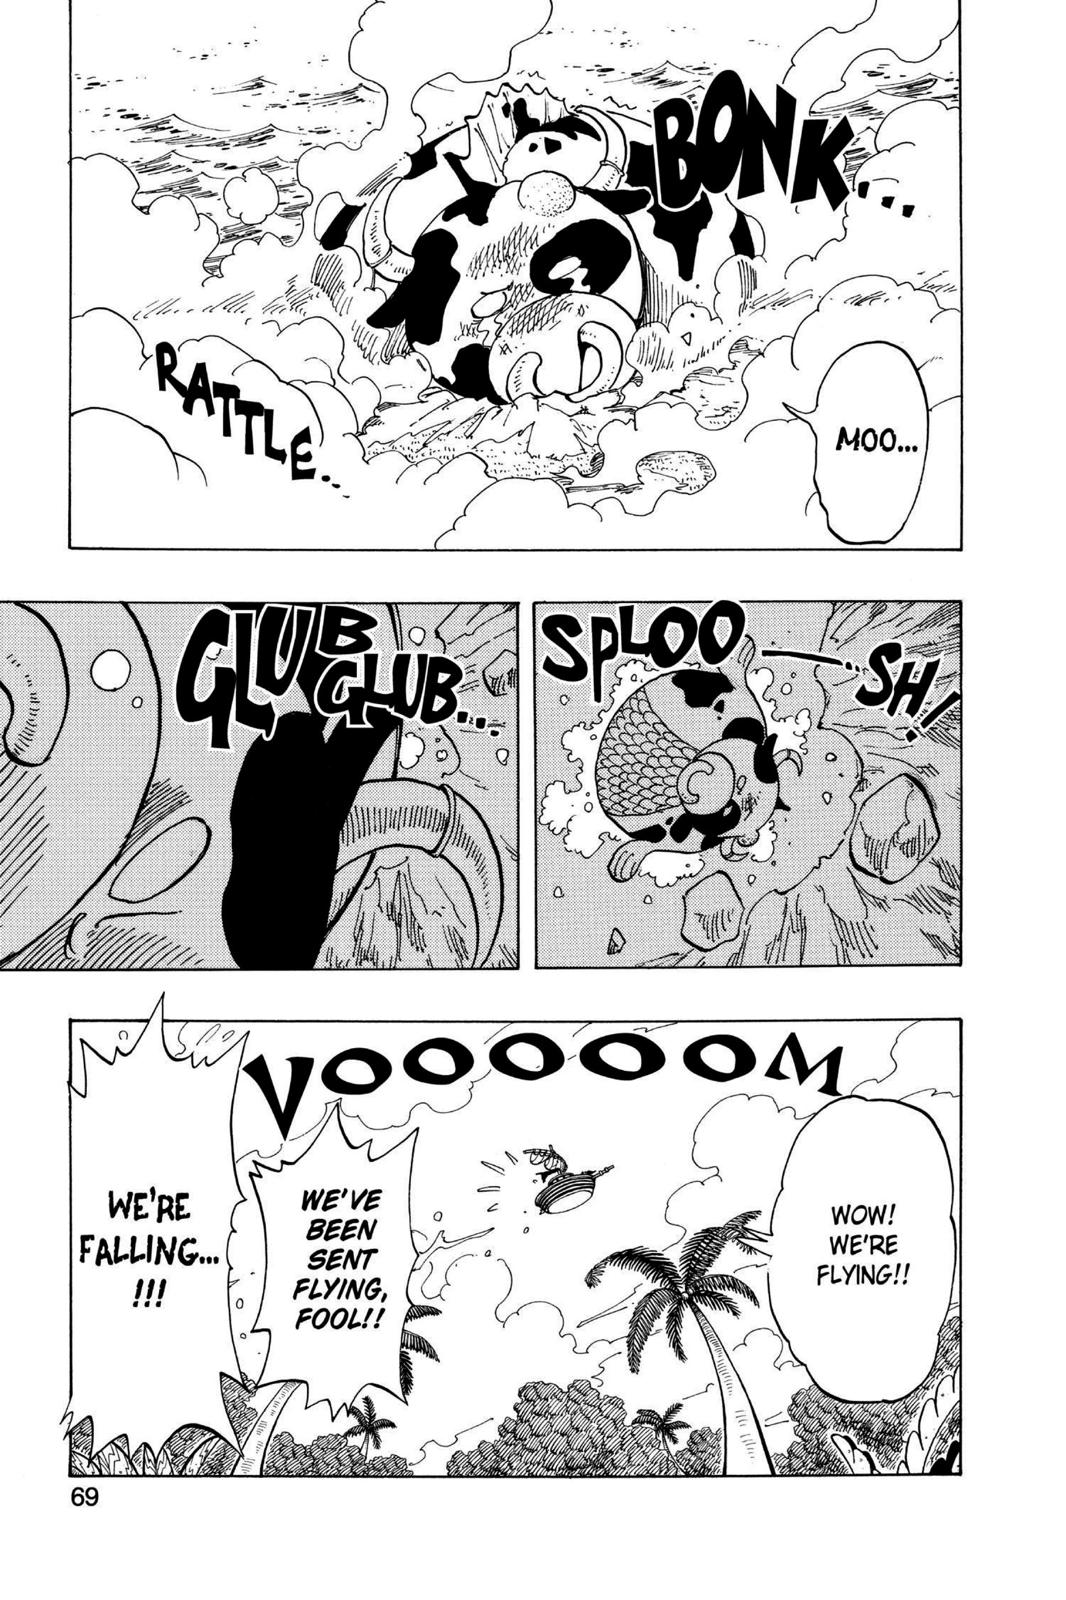 BONK...
RATTLE...
MOO...
SPLOO—...SH!
GLUB
GLUB...
VOOOOOM
WOW!
WE'RE
FLYING!!
WE'VE
BEEN
SENT
FLYING,
FOOL!!
WE'RE
FALLING...
!!!
69